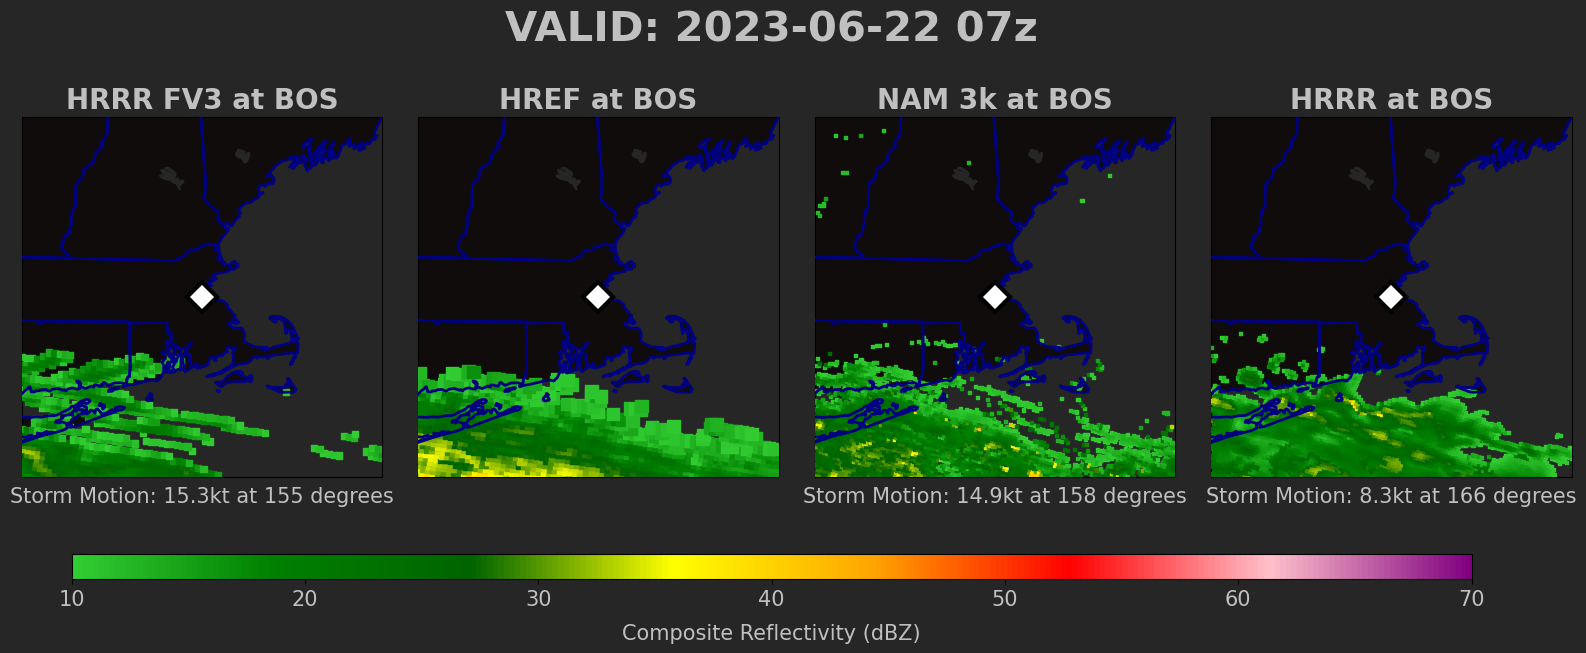 VALID: 2023-06-22 07z
HRRR FV3 at BOS
HREF at BOS
NAM 3k at BOS
HRRR at BOS
Storm Motion: 15.3kt at 155 degrees
Storm Motion: 14.9kt at 158 degrees
Storm Motion: 8.3kt at 166 degrees
10 20 30 40 50 60 70
Composite Reflectivity (dBZ)